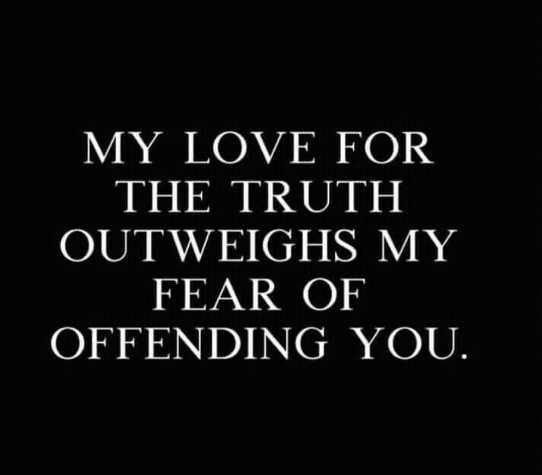 MY LOVE FOR
THE TRUTH
OUTWEIGHS MY
FEAR OF
OFFENDING YOU.